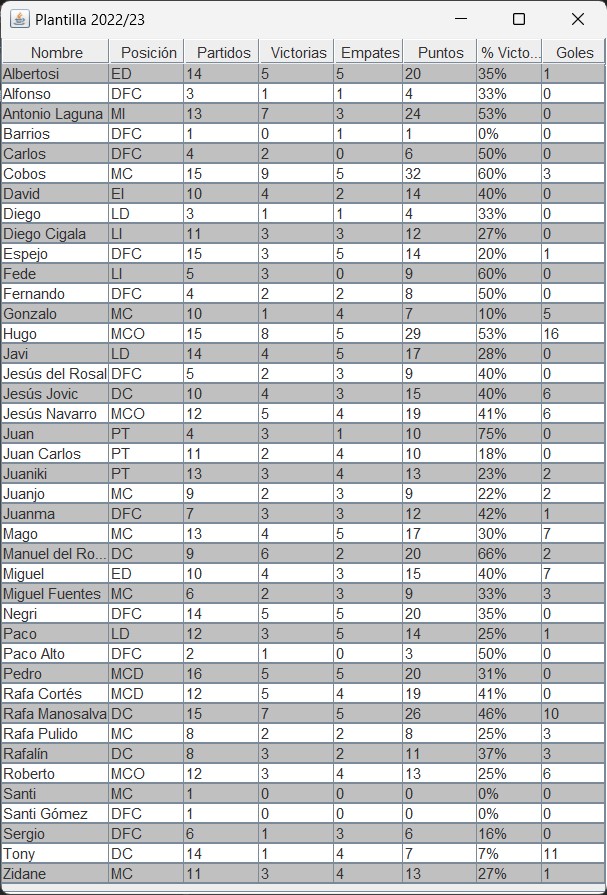 Plantilla 2022/23
Nombre Posición Partidos Victorias Empates Puntos % Victo... Goles
Albertosi ED 14 5 5 20 35% 1
Alfonso DFC 3 1 1 4 33% 0
Antonio Laguna MI 13 7 3 24 53% 0
Barrios DFC 1 0 1 1 0% 0
Carlos DFC 4 2 0 6 50% 0
Cobos MC 15 9 5 32 60% 3
David EI 10 4 2 14 40% 0
Diego LD 3 1 1 4 33% 0
Diego Cigala LI 11 3 3 12 27% 0
Espejo DFC 15 3 5 14 20% 1
Fede LI 5 3 0 9 60% 0
Fernando DFC 4 2 2 8 50% 0
Gonzalo MC 10 1 4 7 10% 5
Hugo MCO 15 8 5 29 53% 16
Javi LD 14 4 5 17 28% 0
Jesús del Rosal DFC 5 2 3 9 40% 0
Jesús Jovic DC 10 4 3 15 40% 6
Jesús Navarro MCO 12 5 4 19 41% 6
Juan PT 4 3 1 10 75% 0
Juan Carlos PT 11 2 4 10 18% 0
Juaniki PT 13 3 4 13 23% 2
Juanjo MC 9 2 3 9 22% 2
Juanma DFC 7 3 3 12 42% 1
Mago MC 13 4 5 17 30% 7
Manuel del Ro... DC 9 6 2 20 66% 2
Miguel ED 10 4 3 15 40% 7
Miguel Fuentes MC 6 2 3 9 33% 3
Negri DFC 14 5 5 20 35% 0
Paco LD 12 3 5 14 25% 1
Paco Alto DFC 2 1 0 3 50% 0
Pedro MCD 16 5 5 20 31% 0
Rafa Cortés MCD 12 5 4 19 41% 0
Rafa Manosalva DC 15 7 5 26 46% 10
Rafa Pulido MC 8 2 2 8 25% 3
Rafalín DC 8 3 2 11 37% 3
Roberto MCO 12 3 4 13 25% 6
Santi MC 1 0 0 0 0% 0
Santi Gómez DFC 1 0 0 0 0% 0
Sergio DFC 6 1 3 6 16% 0
Tony DC 14 1 4 7 7% 11
Zidane MC 11 3 4 13 27% 1